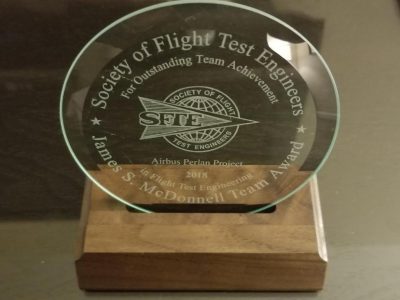 ★ Society of Flight Test Engineers ★
For Outstanding Team Achievement
SOCIETY OF FLIGHT
SFTE
TEST ENGINEERS
Airbus Perlan Project
2018
in Flight Test Engineering
James S. McDonnell Team Award